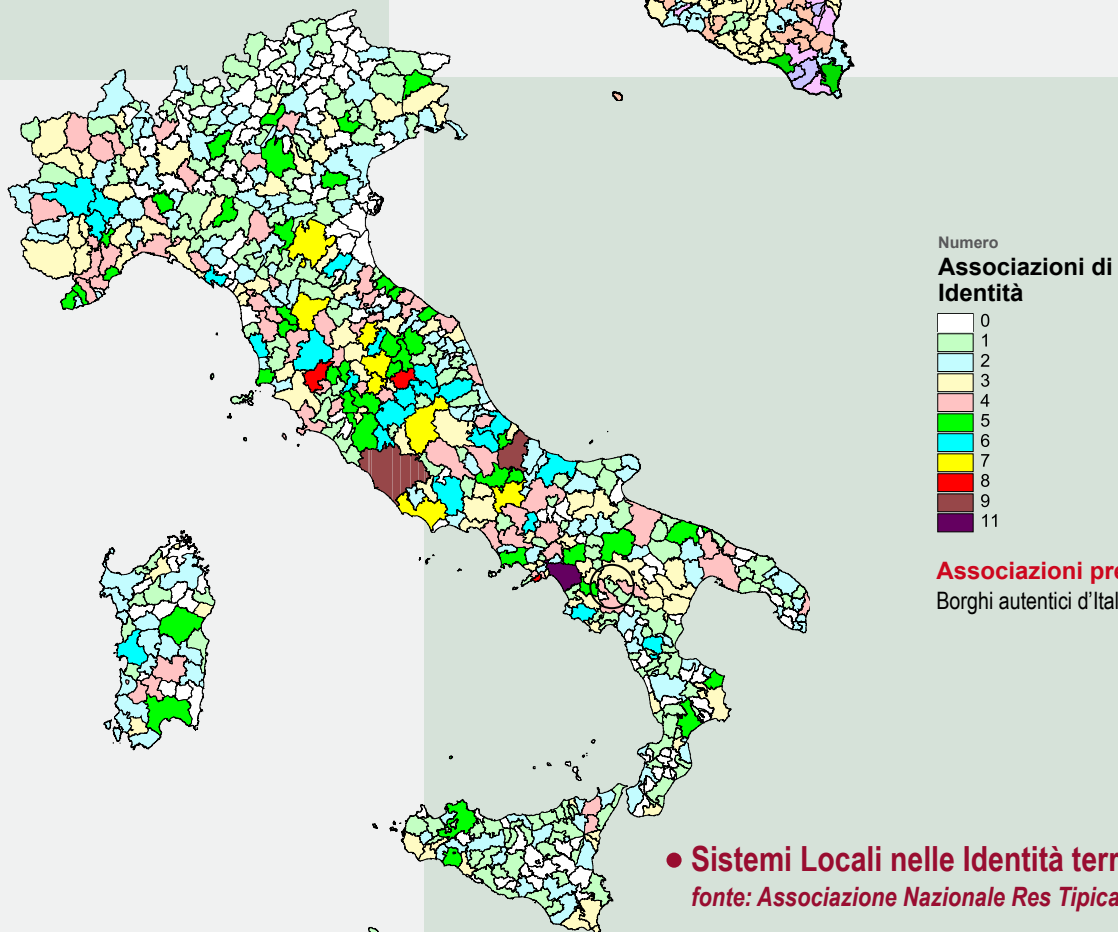 Numero
Associazioni di
Identità
0
1
2
3
4
5
6
7
8
9
11
Associazioni pre
Borghi autentici d'Ital
• Sistemi Locali nelle Identità terr
fonte: Associazione Nazionale Res Tipica